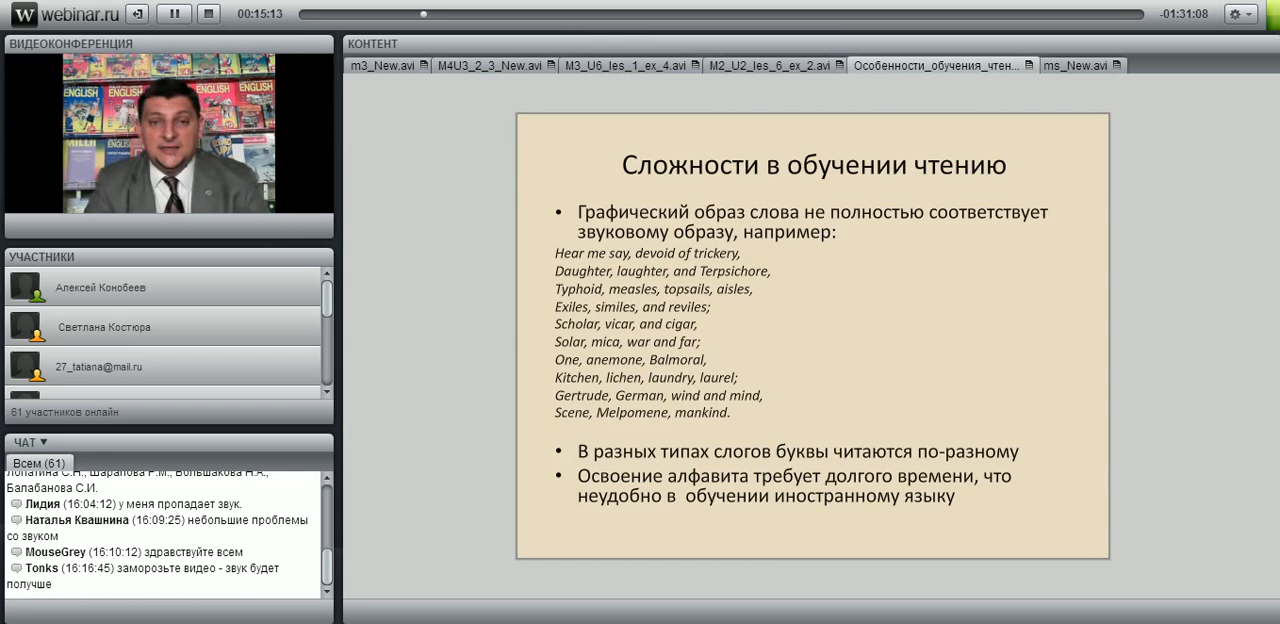 webinar.ru
00:15:13
-01:31:08
ВИДЕОКОНФЕРЕНЦИЯ
ENGLISH
ENGLISH
ENGLISH
УЧАСТНИКИ
Алексей Конобеев
Светлана Костюра
27_tatiana@mail.ru
61 участников онлайн
ЧАТ
Всем (61)
Лопатина С.Н., Шарапова Р.М., Большакова Н.А.,
Балабанова С.И.
Лидия (16:04:12) у меня пропадает звук.
Наталья Квашнина (16:09:25) небольшие проблемы
со звуком
MouseGrey (16:10:12) здравствуйте всем
Tonks (16:16:45) заморозьте видео - звук будет
получше
КОНТЕНТ
m3_New.avi M4U3_2_3_New.avi M3_U6_les_1_ex_4.avi M2_U2_les_6_ex_2.avi Особенности_обучения_чтен... ms_New.avi
Сложности в обучении чтению
• Графический образ слова не полностью соответствует
звуковому образу, например:
Hear me say, devoid of trickery,
Daughter, laughter, and Terpsichore,
Typhoid, measles, topsails, aisles,
Exiles, similes, and reviles;
Scholar, vicar, and cigar,
Solar, mica, war and far;
One, anemone, Balmoral,
Kitchen, lichen, laundry, laurel;
Gertrude, German, wind and mind,
Scene, Melpomene, mankind.
• В разных типах слогов буквы читаются по-разному
• Освоение алфавита требует долгого времени, что
неудобно в обучении иностранному языку